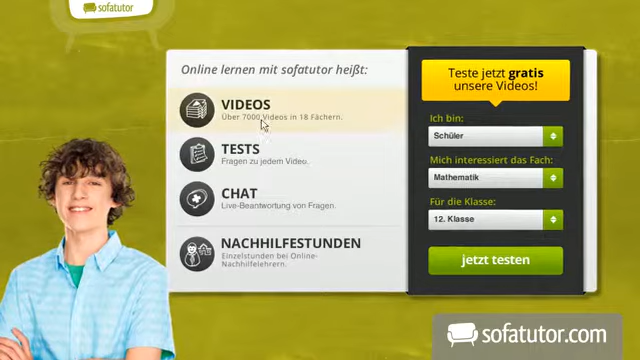 sofatutor
Online lernen mit sofatutor heißt:
VIDEOS
Über 7000 Videos in 18 Fächern.
TESTS
Fragen zu jedem Video.
CHAT
Live-Beantwortung von Fragen.
NACHHILFESTUNDEN
Einzelstunden bei Online-
Nachhilfelehrern.
Teste jetzt gratis
unsere Videos!
Ich bin:
Schüler
Mich interessiert das Fach:
Mathematik
Für die Klasse:
12. Klasse
jetzt testen
sofatutor.com